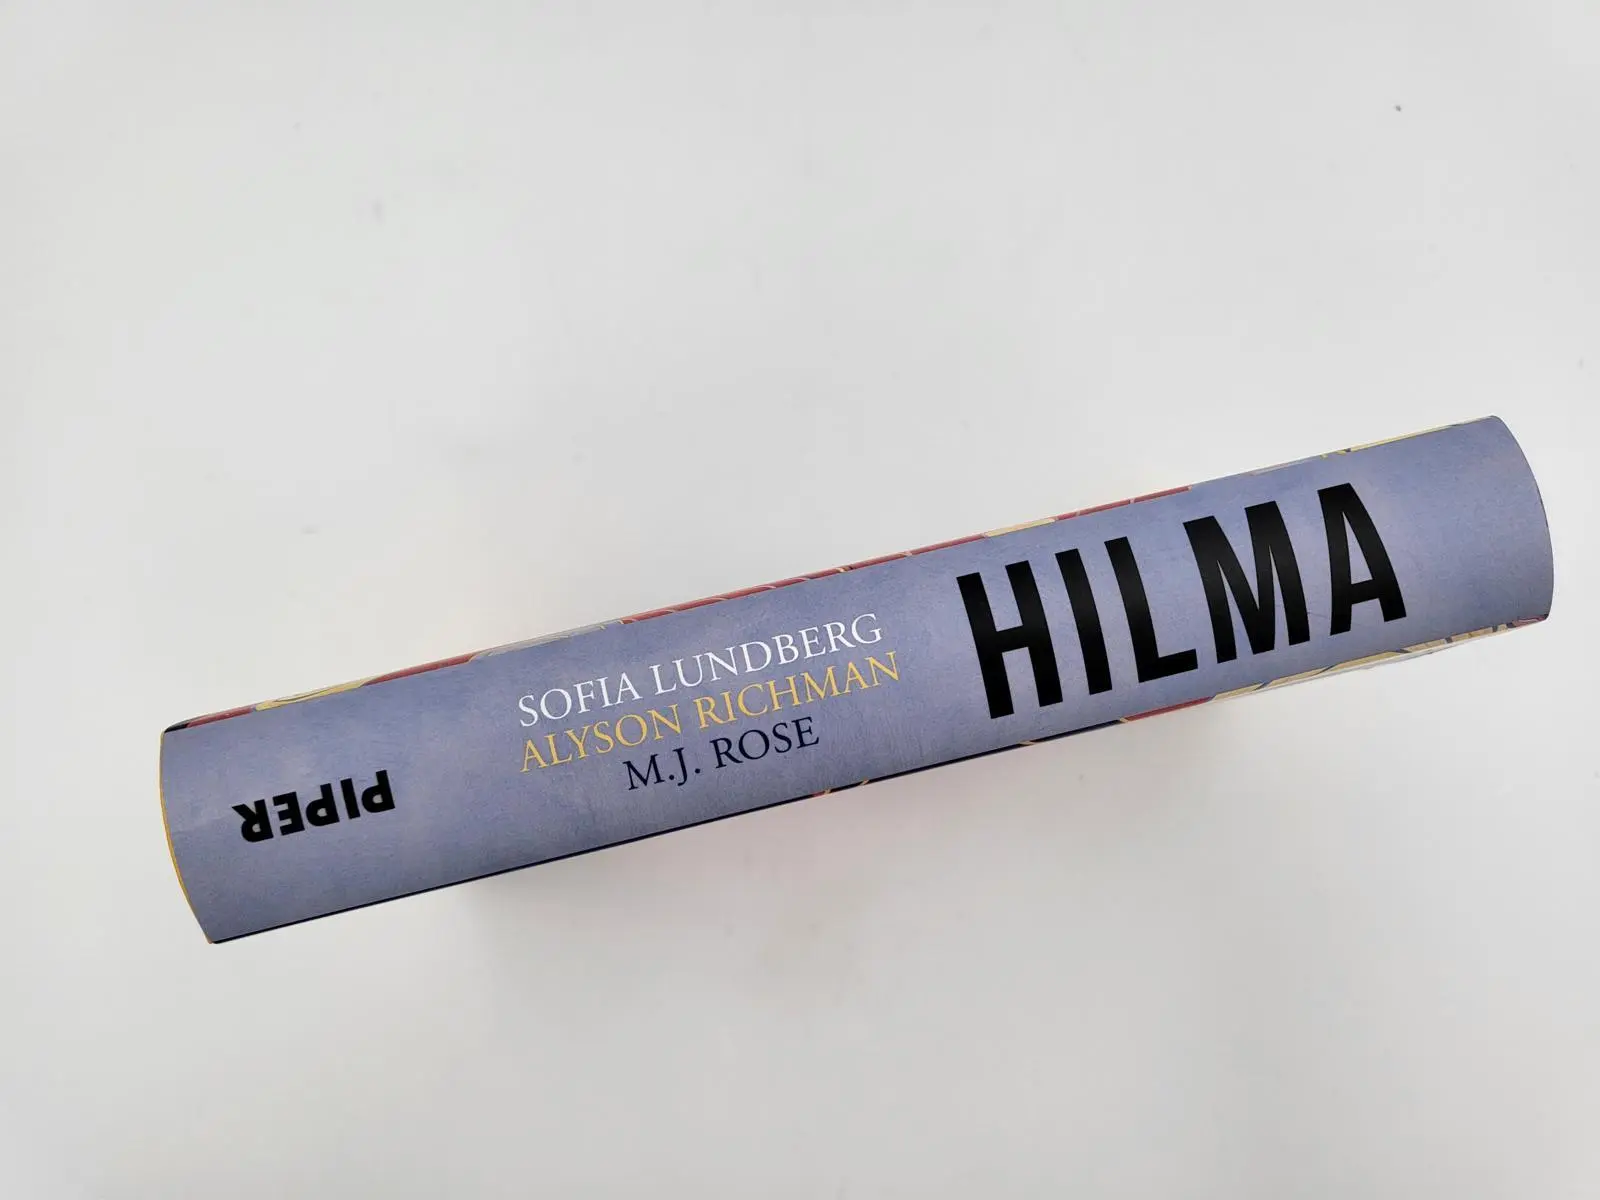 HILMA
SOFIA LUNDBERG
ALYSON RICHMAN
M.J. ROSE
PIPER